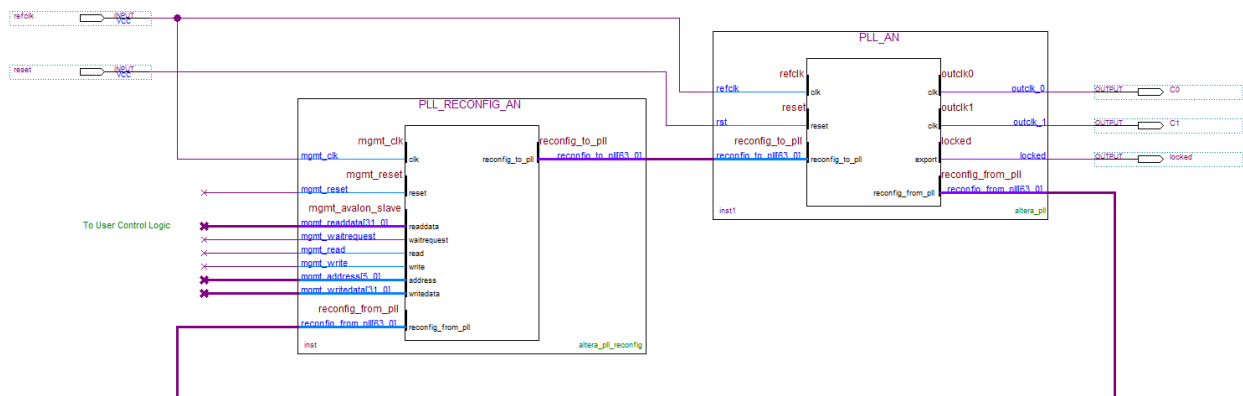 refclk INPUT VCC
reset INPUT VCC
PLL_AN
refclk
refclk
clk
reset
rst
reset
reconfig_to_pll
reconfig_to_pll[63..0]
reconfig_to_pll
outclk0
clk
outclk_0
outclk1
clk
outclk_1
locked
export
locked
reconfig_from_pll
reconfig_from_pll
reconfig_from_pll[63..0]
inst1
altera_pll
OUTPUT C0
OUTPUT C1
OUTPUT locked
PLL_RECONFIG_AN
mgmt_clk
mgmt_clk
clk
mgmt_reset
mgmt_reset
reset
mgmt_avalon_slave
mgmt_readdata[31..0]
readdata
mgmt_waitrequest
waitrequest
mgmt_read
read
mgmt_write
write
mgmt_address[5..0]
address
mgmt_writedata[31..0]
writedata
reconfig_from_pll
reconfig_from_pll[63..0]
reconfig_from_pll
reconfig_to_pll
reconfig_to_pll
reconfig_to_pll[63..0]
inst
altera_pll_reconfig
To User Control Logic